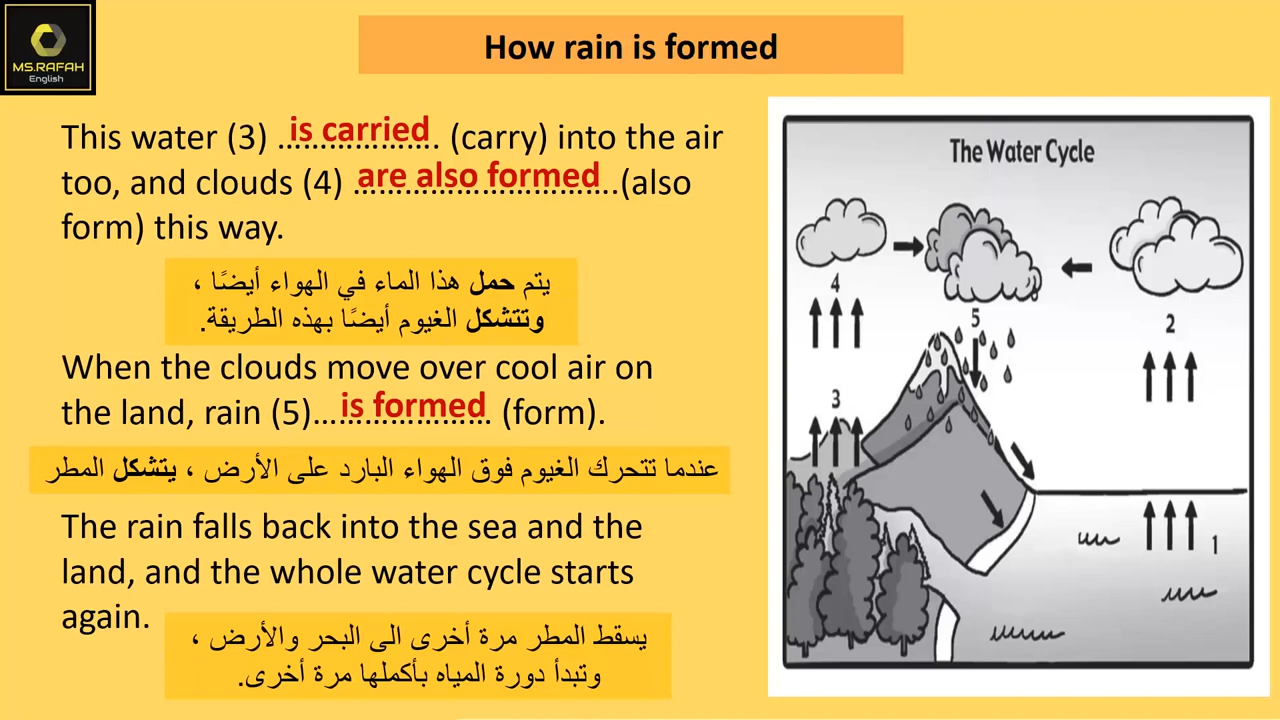 MS.RAFAH
English
How rain is formed
This water (3) ………………. (carry) into the air
is carried
too, and clouds (4) …………………………..(also
are also formed
form) this way.
يتم حمل هذا الماء في الهواء أيضًا ،
وتتشكل الغيوم أيضًا بهذه الطريقة.
When the clouds move over cool air on
the land, rain (5)………………… (form).
is formed
عندما تتحرك الغيوم فوق الهواء البارد على الأرض ، يتشكل المطر
The rain falls back into the sea and the
land, and the whole water cycle starts
again.
يسقط المطر مرة أخرى الى البحر والأرض ،
وتبدأ دورة المياه بأكملها مرة أخرى.
The Water Cycle
4
5
2
3
1